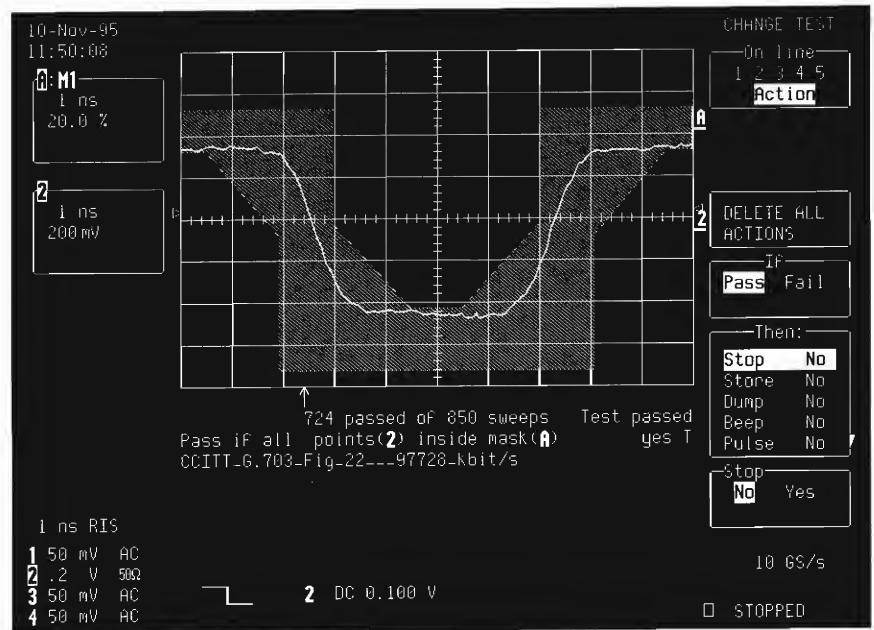 10-Nov-95
11:50:08
A:M1
1 ns
20.0 %
2
1 ns
200 mV
A
2
724 passed of 850 sweeps Test passed
Pass if all points(2) inside mask(A) yes T
CCITT_G.703_Fig_22___97728_kbit/s
1 ns RIS
1 50 mV AC
2 .2 V 50Ω
3 50 mV AC
4 50 mV AC
2 DC 0.100 V
CHANGE TEST
On line
1 2 3 4 5
Action
DELETE ALL
ACTIONS
If
Pass Fail
Then:
Stop No
Store No
Dump No
Beep No
Pulse No
Stop
No Yes
10 GS/s
STOPPED